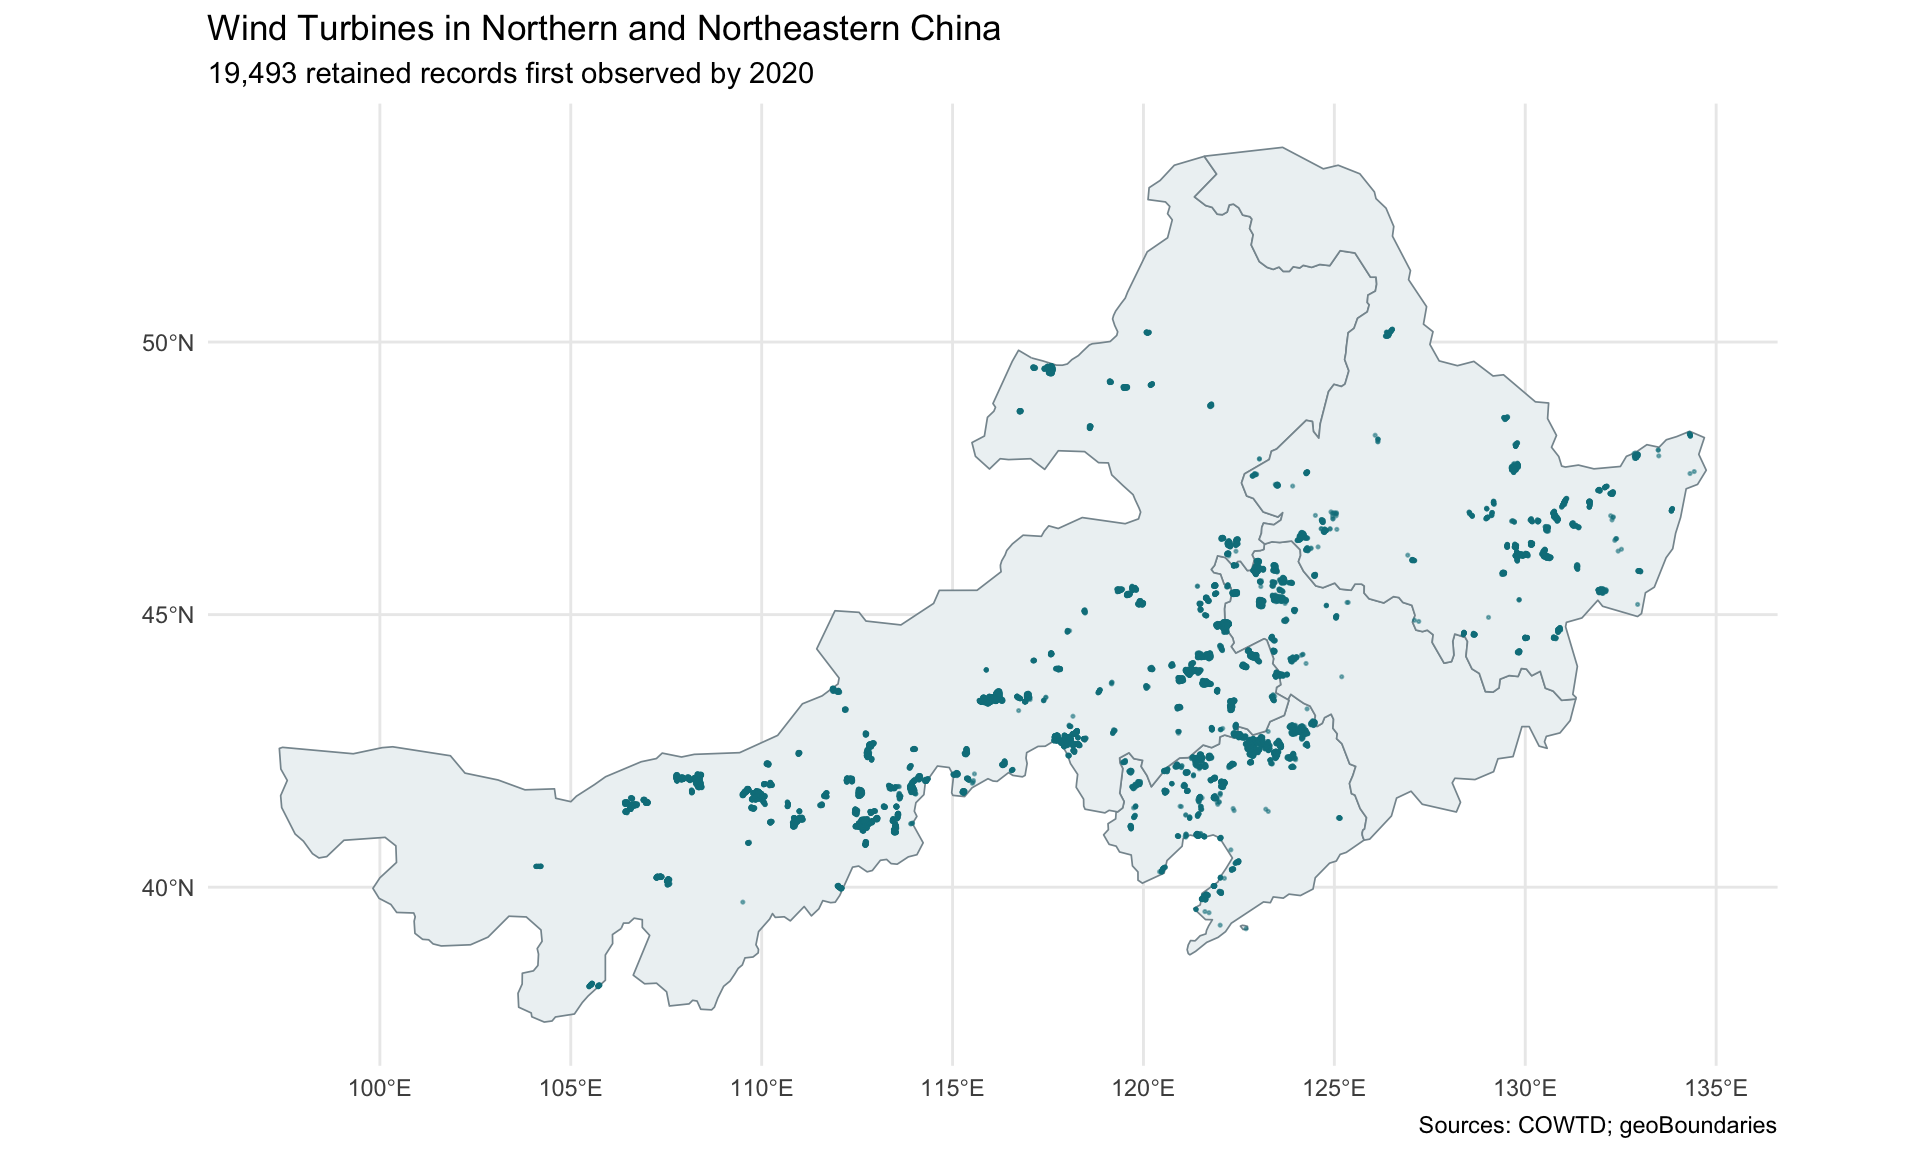 Wind Turbines in Northern and Northeastern China
19,493 retained records first observed by 2020
50°N
45°N
40°N
100°E 105°E 110°E 115°E 120°E 125°E 130°E 135°E
Sources: COWTD; geoBoundaries